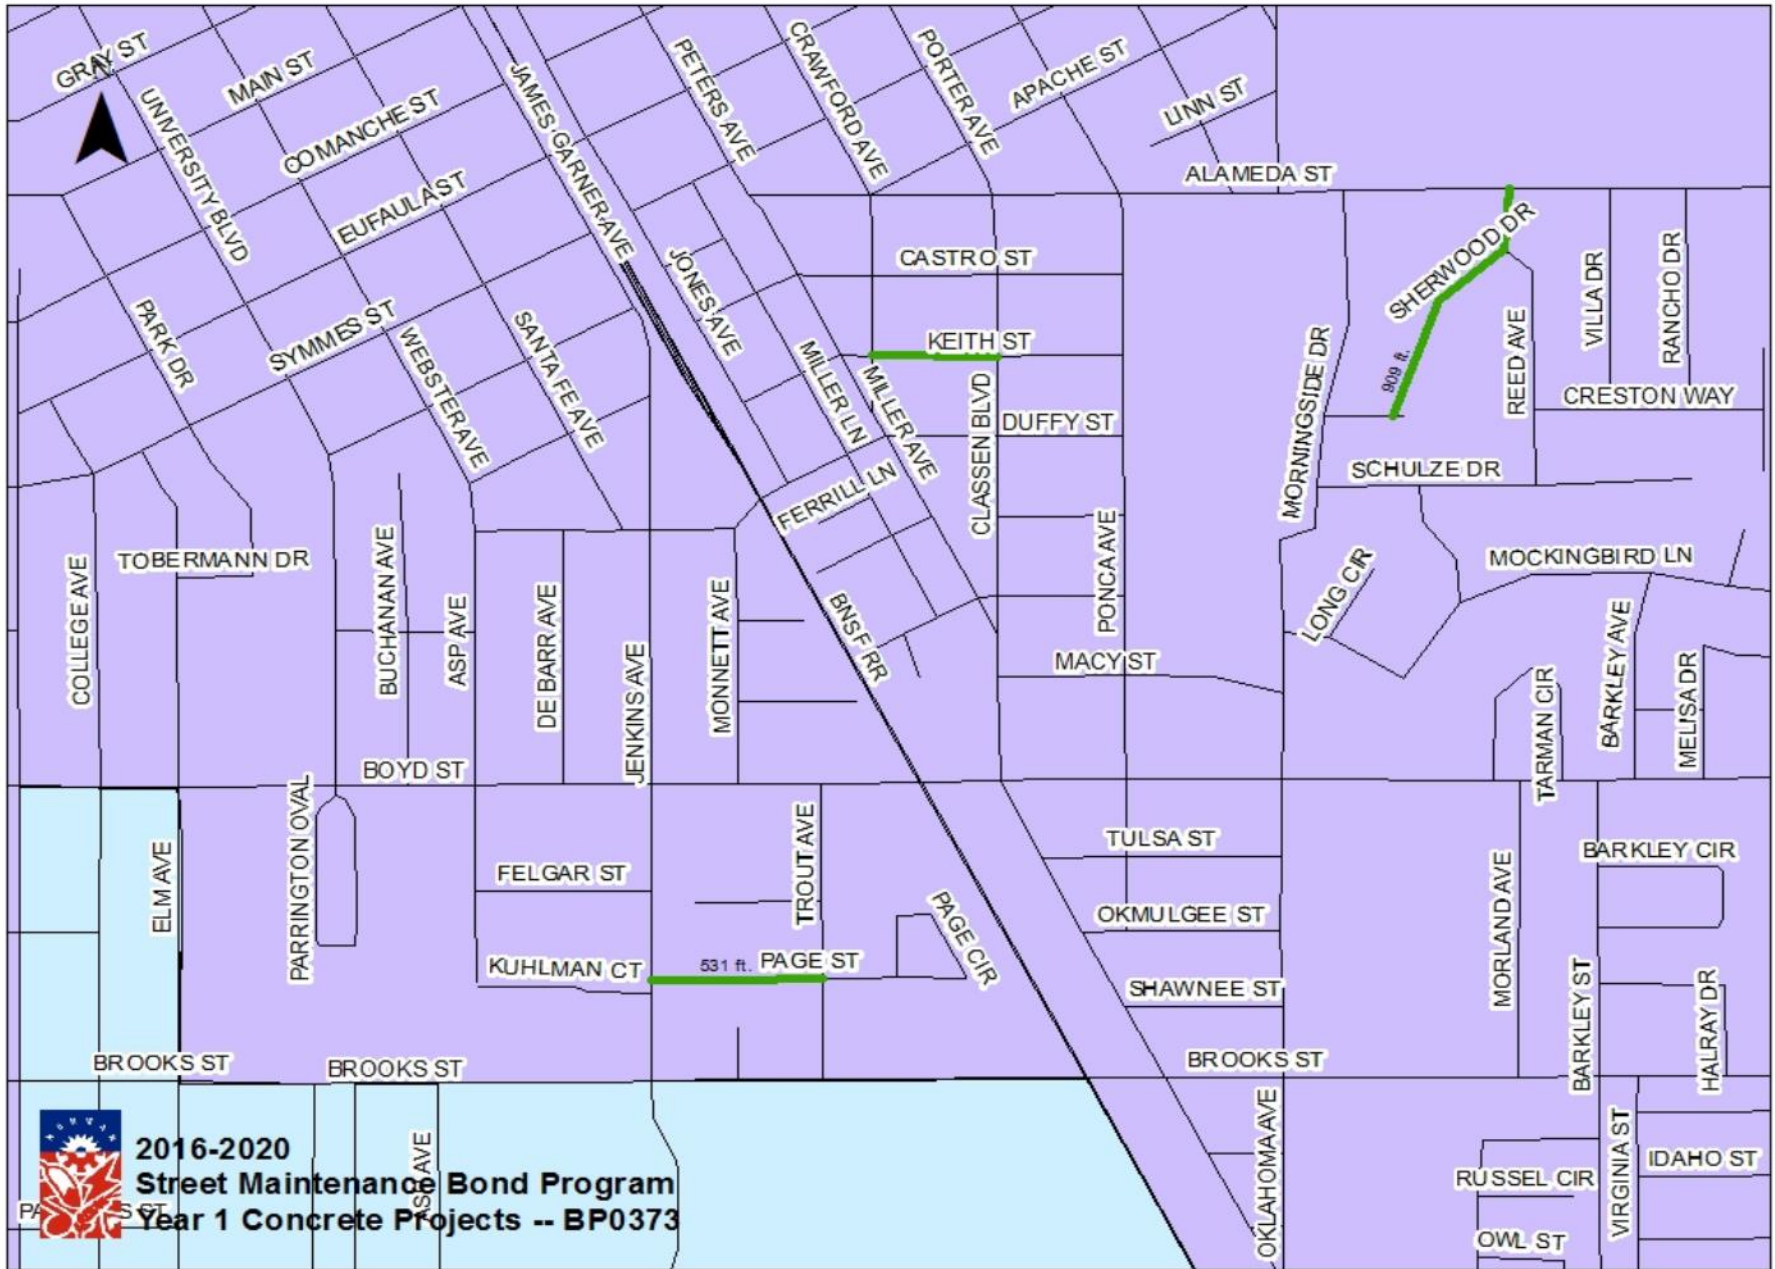 GRAY ST
MAIN ST
UNIVERSITY BLVD
COMANCHE ST
EUFAULA ST
JAMES GARNER AVE
PETERS AVE
CRAWFORD AVE
PORTER AVE
APACHE ST
LINN ST
ALAMEDA ST
SHERWOOD DR
VILLA DR
RANCHO DR
CASTRO ST
JONES AVE
PARK DR
SYMMES ST
WEBSTER AVE
SANTA FE AVE
KEITH ST
MILLER LN
MILLER AVE
CLASSEN BLVD
DUFFY ST
MORNINGSIDE DR
909 ft.
REED AVE
CRESTON WAY
SCHULZE DR
FERRILL LN
TOBERMANN DR
COLLEGE AVE
BUCHANAN AVE
ASP AVE
DEBARR AVE
JENKINS AVE
MONNETT AVE
BNSF RR
PONCA AVE
LONG CIR
MOCKINGBIRD LN
MACY ST
BARKLEY AVE
MELISA DR
TARMAN CIR
BOYD ST
PARRINGTON OVAL
TROUT AVE
TULSA ST
BARKLEY CIR
ELM AVE
FELGAR ST
PAGE CIR
OKMULGEE ST
MORLAND AVE
KUHLMAN CT
531 ft.
PAGE ST
SHAWNEE ST
BARKLEY ST
HALRAY DR
BROOKS ST
BROOKS ST
BROOKS ST
OKLAHOMA AVE
VIRGINIA ST
IDAHO ST
RUSSEL CIR
OWL ST
ASP AVE
NORMAN
2016-2020
Street Maintenance Bond Program
Year 1 Concrete Projects -- BP0373